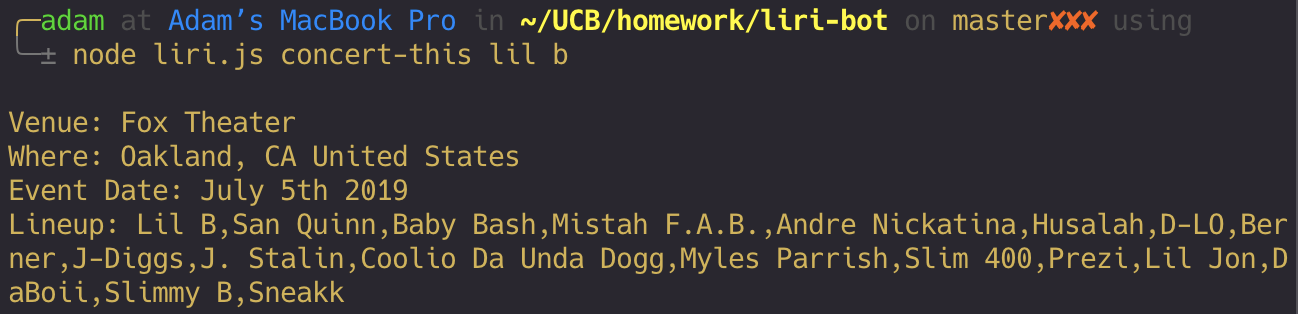 adam at Adam’s MacBook Pro in ~/UCB/homework/liri-bot on master✘✘✘ using
± node liri.js concert-this lil b
Venue: Fox Theater
Where: Oakland, CA United States
Event Date: July 5th 2019
Lineup: Lil B,San Quinn,Baby Bash,Mistah F.A.B.,Andre Nickatina,Husalah,D-LO,Ber
ner,J-Diggs,J. Stalin,Coolio Da Unda Dogg,Myles Parrish,Slim 400,Prezi,Lil Jon,D
aBoii,Slimmy B,Sneakk